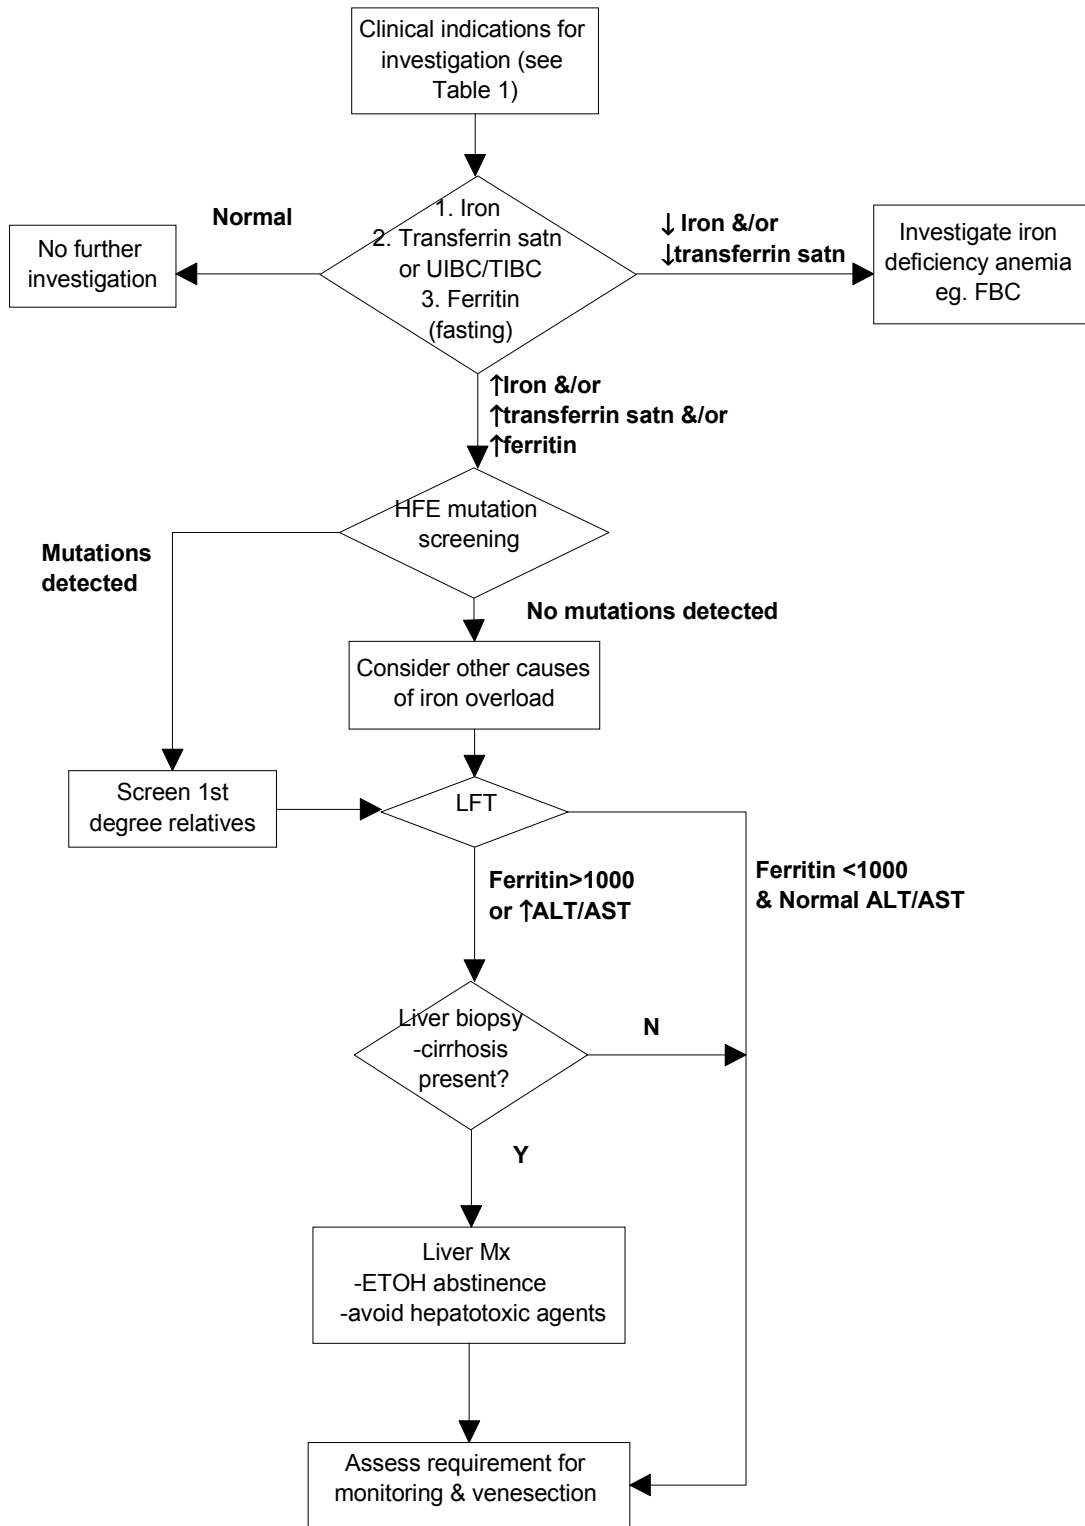 Clinical indications for
investigation (see
Table 1)
Normal
1. Iron
2. Transferrin satn
or UIBC/TIBC
3. Ferritin
(fasting)
↓ Iron &/or
↓transferrin satn
No further
investigation
Investigate iron
deficiency anemia
eg. FBC
↑Iron &/or
↑transferrin satn &/or
↑ferritin
HFE mutation
screening
Mutations
detected
No mutations detected
Consider other causes
of iron overload
Screen 1st
degree relatives
LFT
Ferritin>1000
or ↑ALT/AST
Ferritin <1000
& Normal ALT/AST
Liver biopsy
-cirrhosis
present?
N
Y
Liver Mx
-ETOH abstinence
-avoid hepatotoxic agents
Assess requirement for
monitoring & venesection